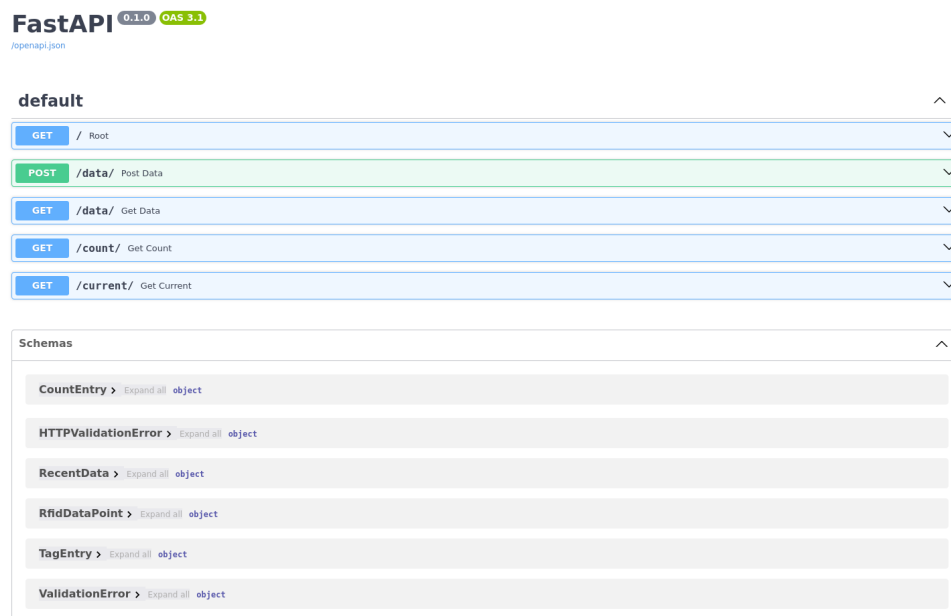 FastAPI 0.1.0 OAS 3.1
/openapi.json
default
GET / Root
POST /data/ Post Data
GET /data/ Get Data
GET /count/ Get Count
GET /current/ Get Current
Schemas
CountEntry Expand all object
HTTPValidationError Expand all object
RecentData Expand all object
RfidDataPoint Expand all object
TagEntry Expand all object
ValidationError Expand all object